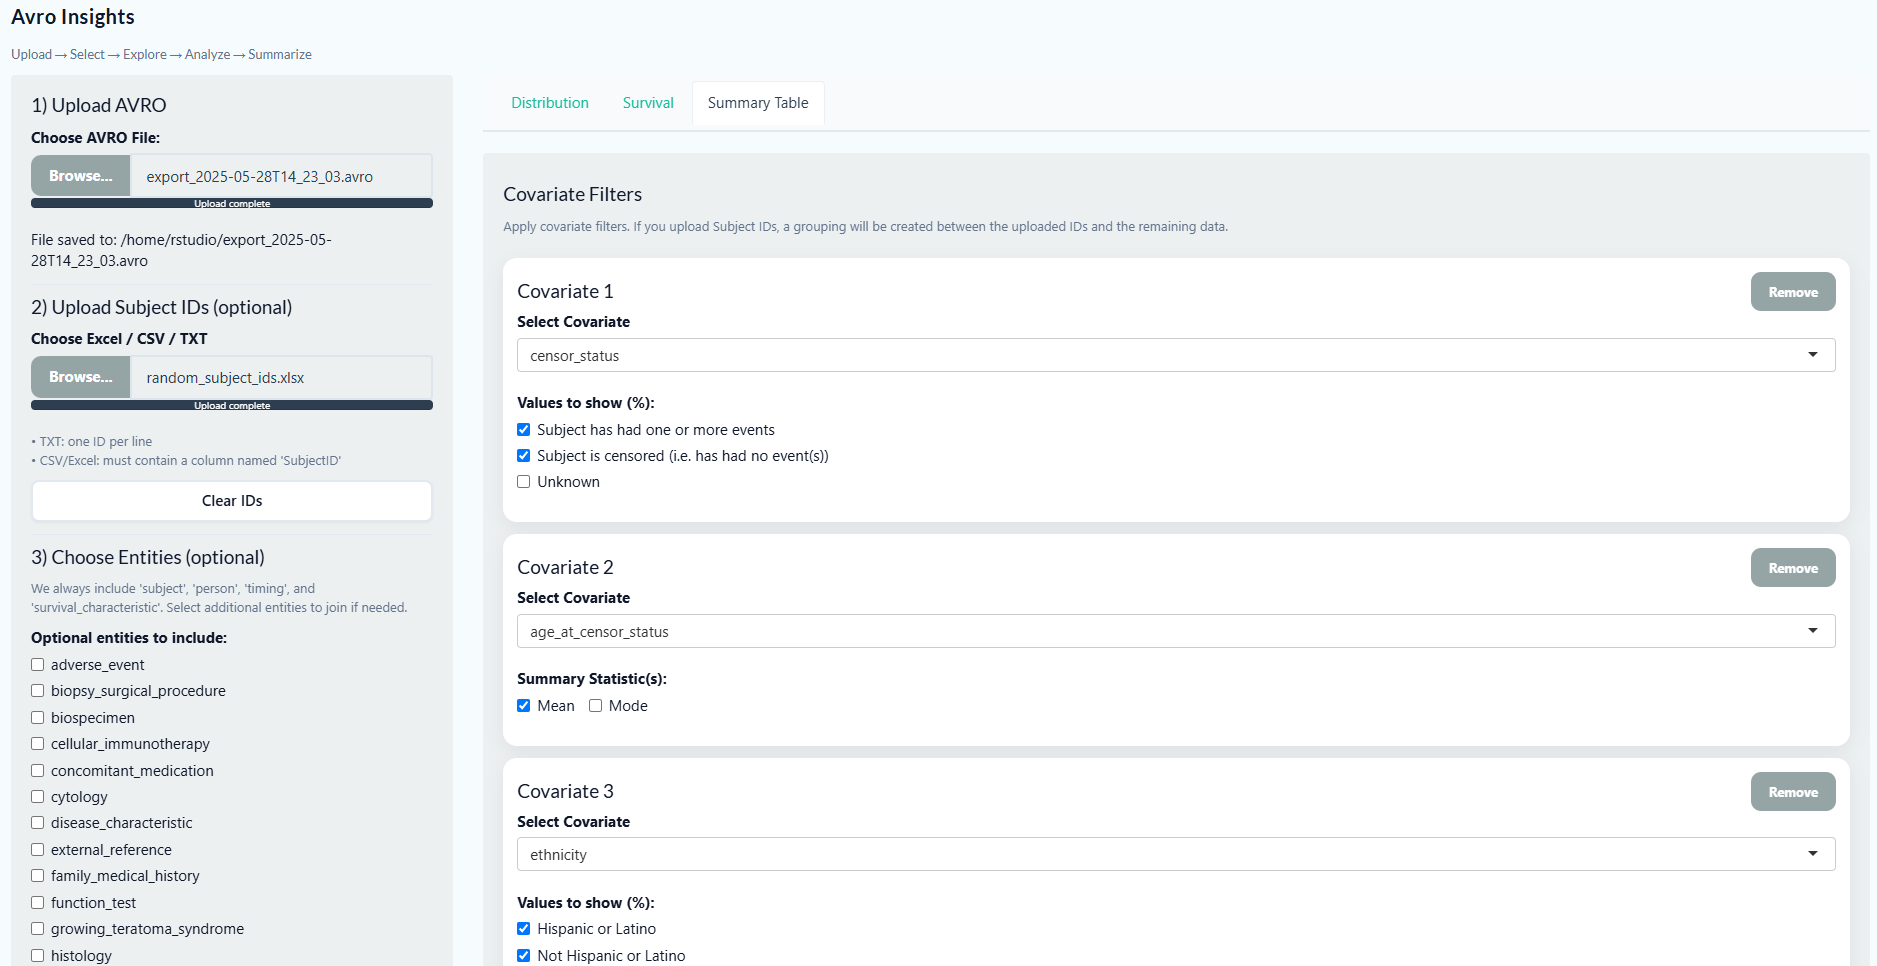 Avro Insights
Upload → Select → Explore → Analyze → Summarize
1) Upload AVRO
Choose AVRO File:
Browse... export_2025-05-28T14_23_03.avro
Upload complete
File saved to: /home/rstudio/export_2025-05-
28T14_23_03.avro
2) Upload Subject IDs (optional)
Choose Excel / CSV / TXT
Browse... random_subject_ids.xlsx
Upload complete
• TXT: one ID per line
• CSV/Excel: must contain a column named 'SubjectID'
Clear IDs
3) Choose Entities (optional)
We always include 'subject', 'person', 'timing', and
'survival_characteristic'. Select additional entities to join if needed.
Optional entities to include:
adverse_event
biopsy_surgical_procedure
biospecimen
cellular_immunotherapy
concomitant_medication
cytology
disease_characteristic
external_reference
family_medical_history
function_test
growing_teratoma_syndrome
histology
Distribution Survival Summary Table
Covariate Filters
Apply covariate filters. If you upload Subject IDs, a grouping will be created between the uploaded IDs and the remaining data.
Covariate 1
Remove
Select Covariate
censor_status
Values to show (%):
Subject has had one or more events
Subject is censored (i.e. has had no event(s))
Unknown
Covariate 2
Remove
Select Covariate
age_at_censor_status
Summary Statistic(s):
Mean Mode
Covariate 3
Remove
Select Covariate
ethnicity
Values to show (%):
Hispanic or Latino
Not Hispanic or Latino